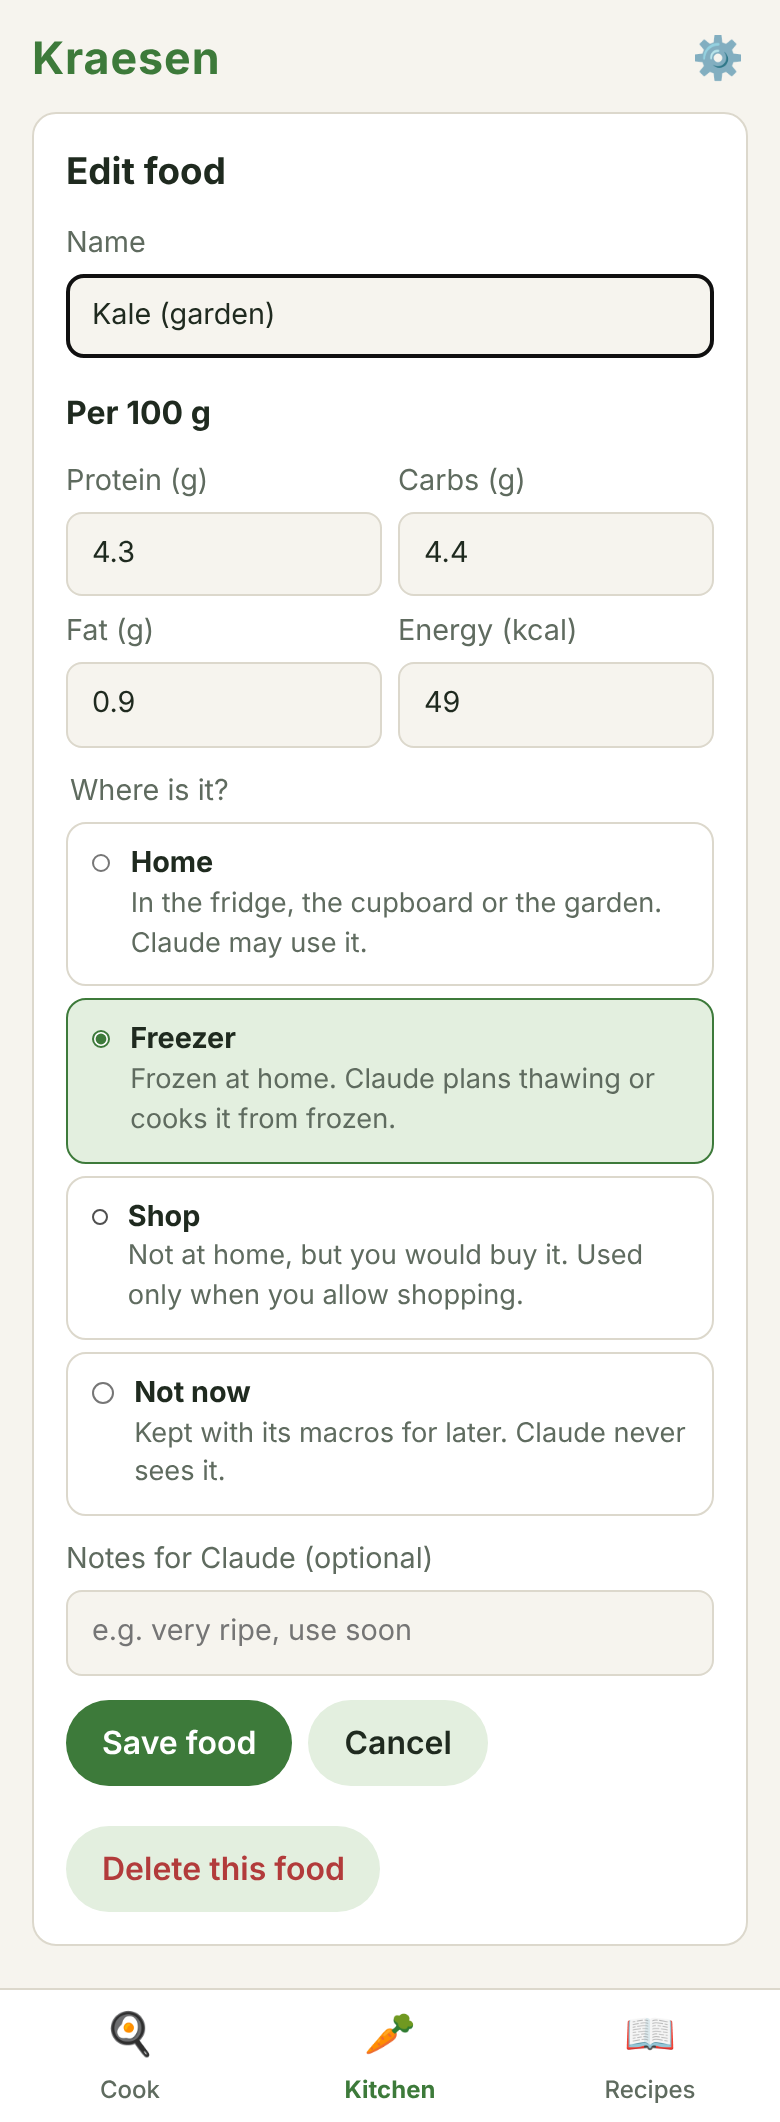 Kraesen
Edit food
Name
Kale (garden)
Per 100 g
Protein (g)
Carbs (g)
4.3
4.4
Fat (g)
Energy (kcal)
0.9
49
Where is it?
Home
In the fridge, the cupboard or the garden.
Claude may use it.
Freezer
Frozen at home. Claude plans thawing or
cooks it from frozen.
Shop
Not at home, but you would buy it. Used
only when you allow shopping.
Not now
Kept with its macros for later. Claude never
sees it.
Notes for Claude (optional)
e.g. very ripe, use soon
Save food
Cancel
Delete this food
Cook
Kitchen
Recipes